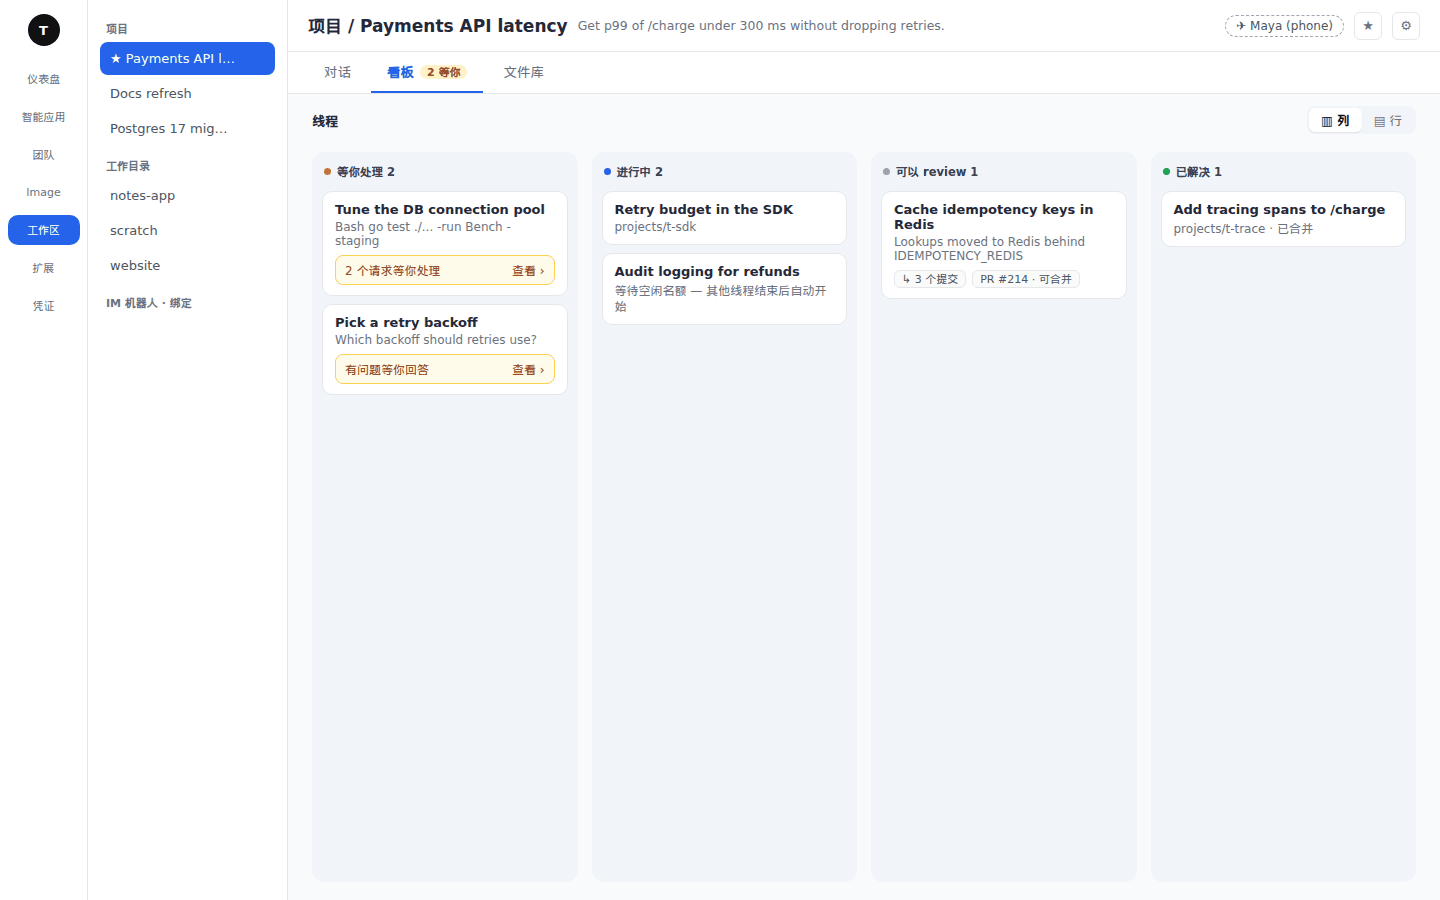 T
仪表盘
智能应用
团队
Image
工作区
扩展
凭证
项目
★ Payments API l…
Docs refresh
Postgres 17 mig…
工作目录
notes-app
scratch
website
IM 机器人 · 绑定
项目 / Payments API latency
Get p99 of /charge under 300 ms without dropping retries.
✈ Maya (phone)
★
⚙
对话
看板
2 等你
文件库
线程
▥ 列
▤ 行
等你处理 2
Tune the DB connection pool
Bash go test ./… -run Bench -
staging
2 个请求等你处理
查看 ›
Pick a retry backoff
Which backoff should retries use?
有问题等你回答
查看 ›
进行中 2
Retry budget in the SDK
projects/t-sdk
Audit logging for refunds
等待空闲名额 — 其他线程结束后自动开
始
可以 review 1
Cache idempotency keys in
Redis
Lookups moved to Redis behind
IDEMPOTENCY_REDIS
↳ 3 个提交
PR #214 · 可合并
已解决 1
Add tracing spans to /charge
projects/t-trace · 已合并